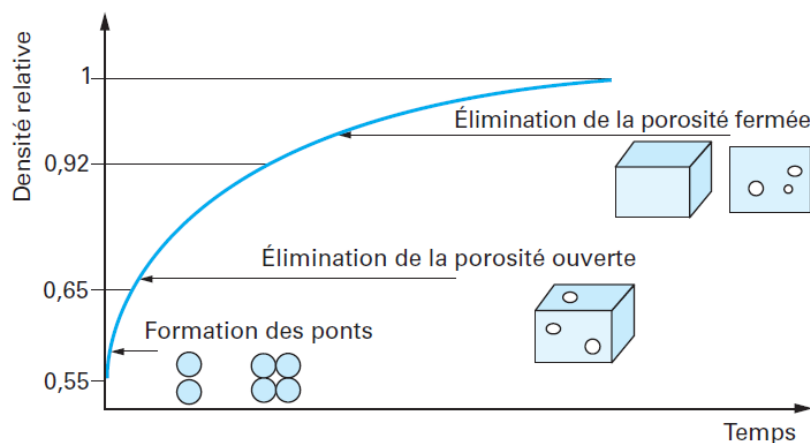 Densité relative
1
Élimination de la porosité fermée
0,92
Élimination de la porosité ouverte
0,65
Formation des ponts
0,55
Temps